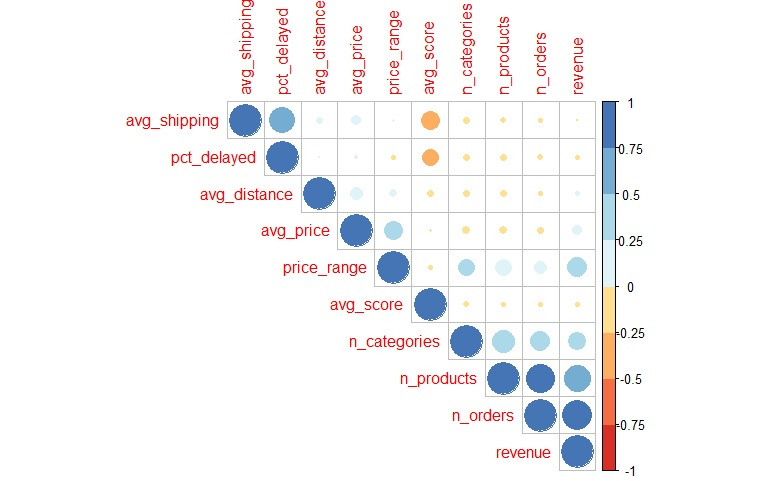 avg_shipping
pct_delayed
avg_distance
avg_price
price_range
avg_score
n_categories
n_products
n_orders
revenue
avg_shipping
pct_delayed
avg_distance
avg_price
price_range
avg_score
n_categories
n_products
n_orders
revenue
1
0.75
0.5
0.25
0
-0.25
-0.5
-0.75
-1